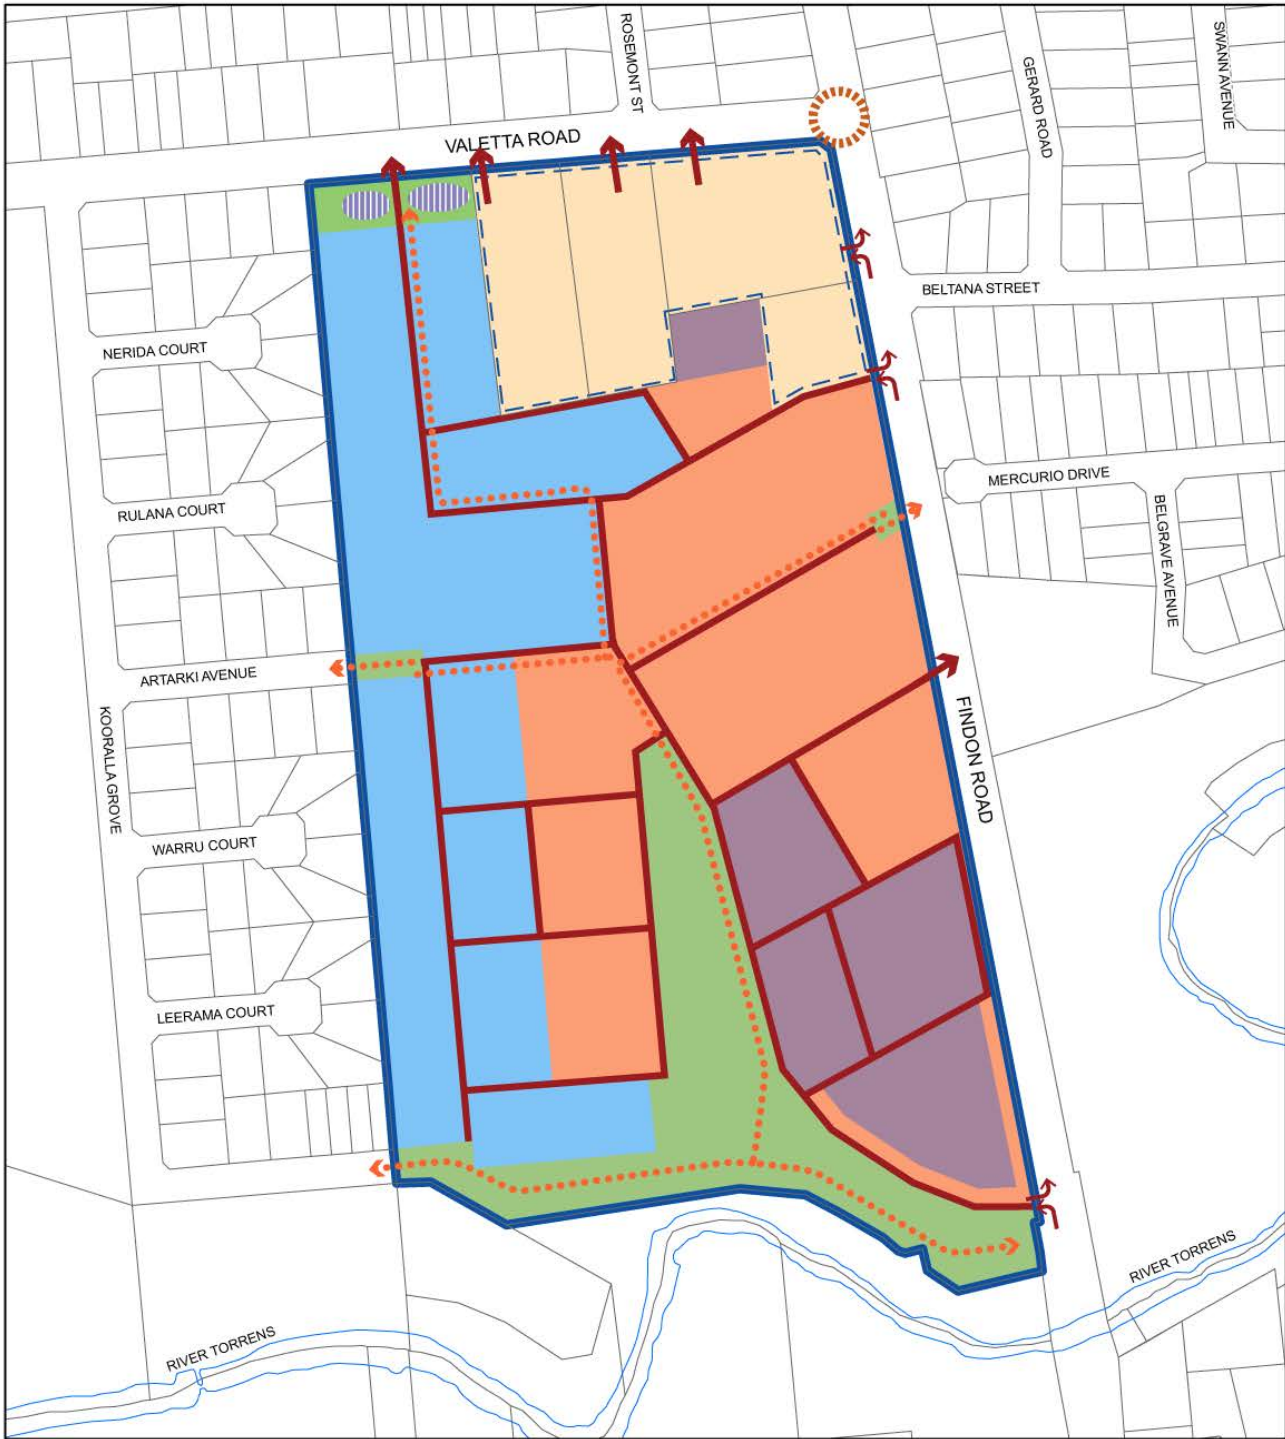 ROSEMONT ST
SWANN AVENUE
GERARD ROAD
VALETTA ROAD
BELTANA STREET
NERIDA COURT
MERCURIO DRIVE
RULANA COURT
BELGRAVE AVENUE
ARTARKI AVENUE
KOORALLA GROVE
FINDON ROAD
WARRU COURT
LEERAMA COURT
RIVER TORRENS
RIVER TORRENS